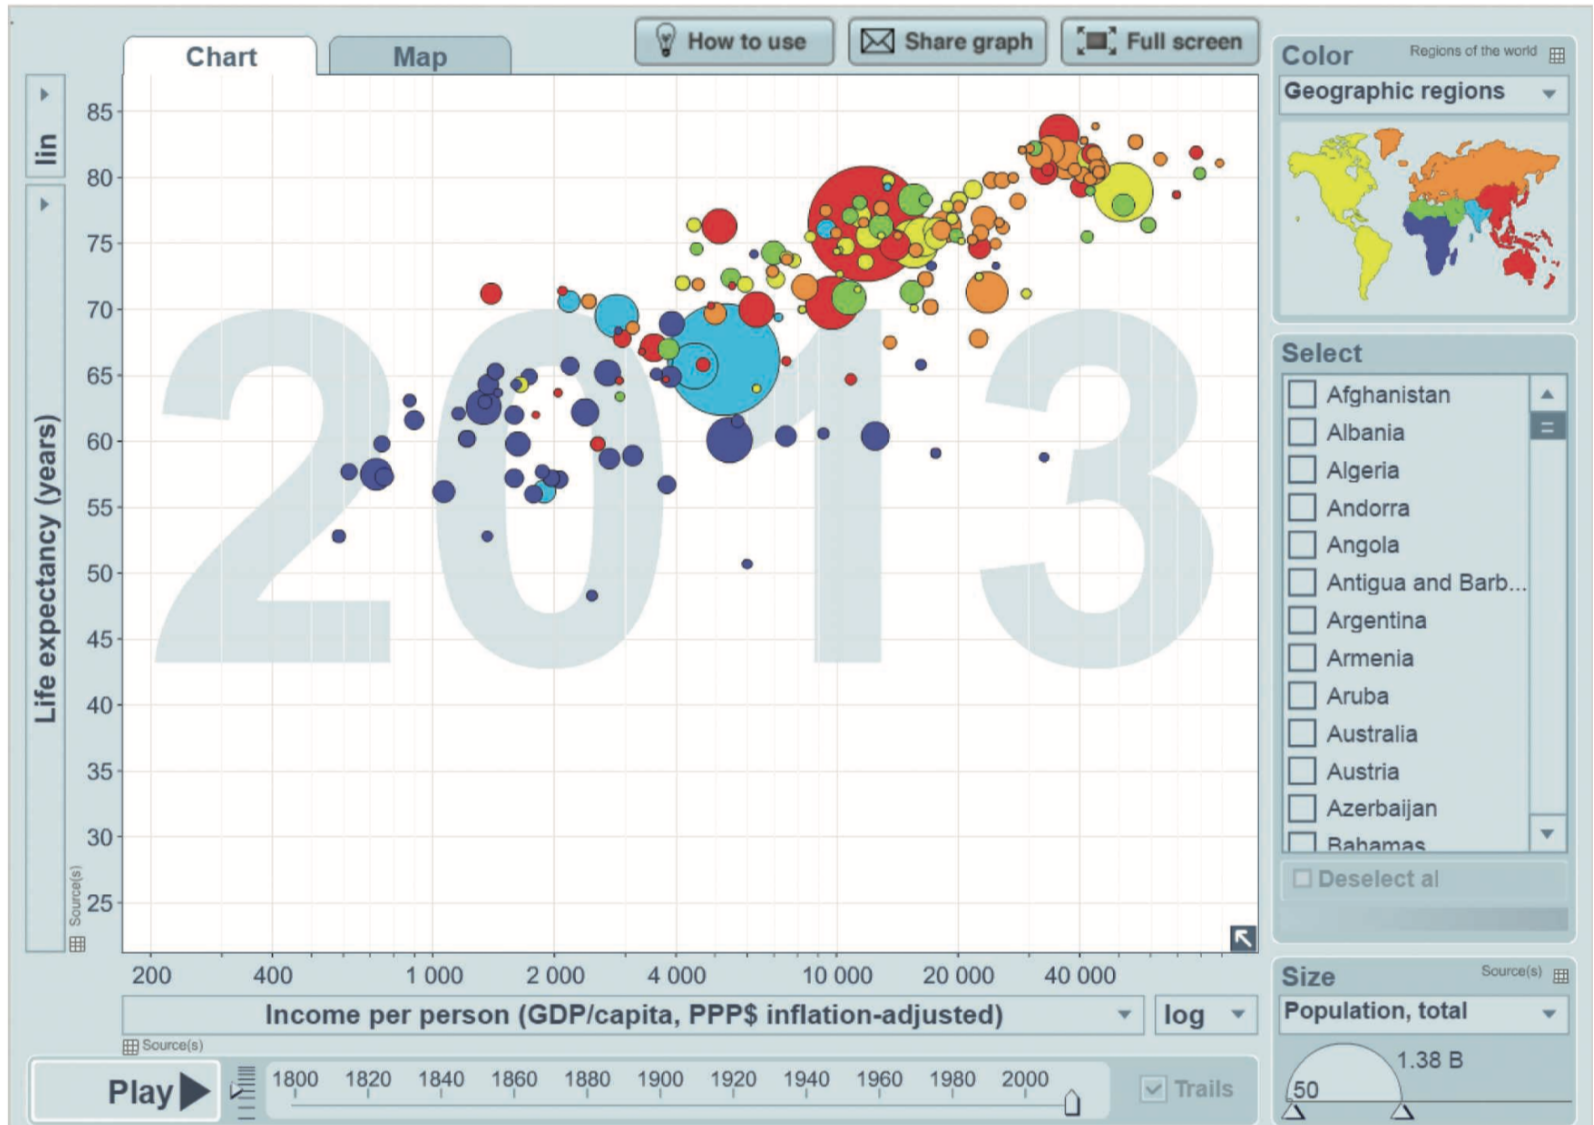 Chart
Map
How to use
Share graph
Full screen
Color
Regions of the world
Geographic regions
lin
Life expectancy (years)
Source(s)
85
80
75
70
65
60
55
50
45
40
35
30
25
2013
200
400
1 000
2 000
4 000
10 000
20 000
40 000
Income per person (GDP/capita, PPP$ inflation-adjusted)
log
Source(s)
Select
Afghanistan
Albania
Algeria
Andorra
Angola
Antigua and Barb...
Argentina
Armenia
Aruba
Australia
Austria
Azerbaijan
Bahamas
Deselect al
Size
Source(s)
Population, total
1.38 B
50
Play
1800
1820
1840
1860
1880
1900
1920
1940
1960
1980
2000
Trails